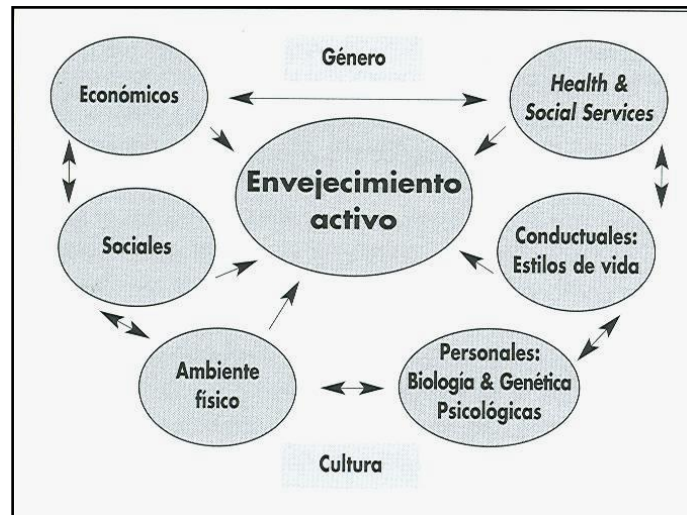 Género
Económicos
Health &
Social Services
Envejecimiento
activo
Sociales
Conductuales:
Estilos de vida
Ambiente
físico
Personales:
Biología & Genética
Psicológicas
Cultura